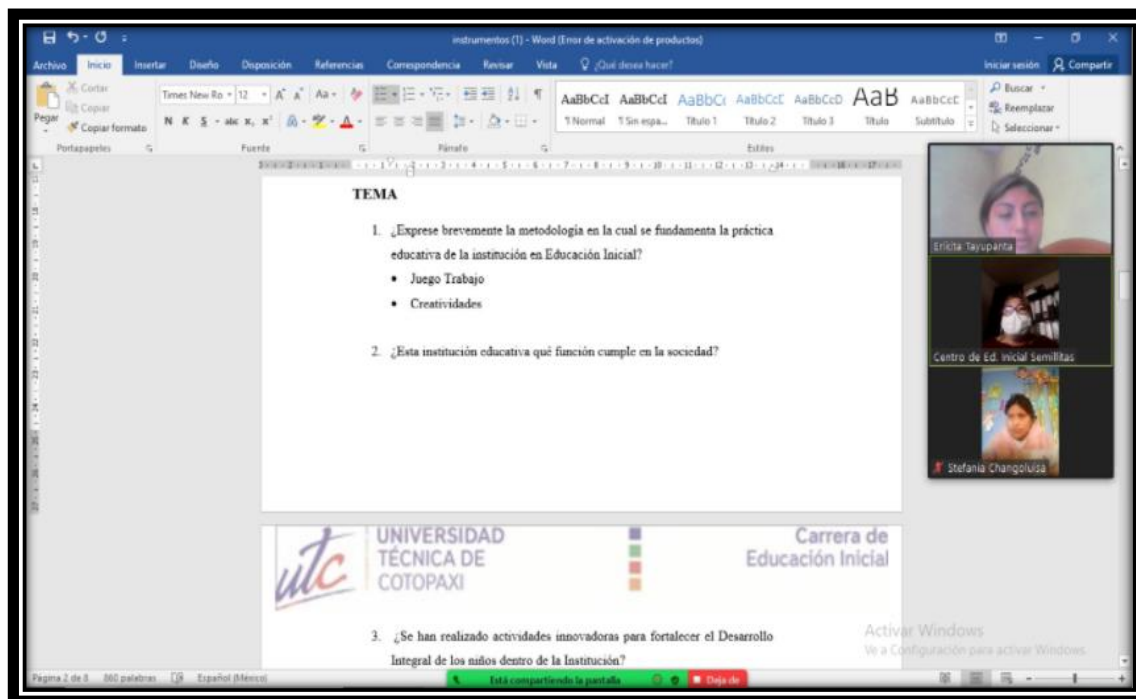 instrumentos (1) - Word (Error de activación de productos)
Archivo Inicio Insertar Diseño Disposición Referencias Correspondencia Revisar Vista ¿Qué desea hacer? Iniciar sesión Compartir
Pegar
Cortar
Copiar
Copiar formato
Portapapeles
Times New Ro 12
Fuente
Párrafo
AaBbCcI AaBbCcI AaBbCc AaBbCcE AaBbCcD AaB AaBbCcE
¶ Normal ¶ Sin espa... Título 1 Título 2 Título 3 Título Subtítulo
Estilos
Buscar
Reemplazar
Seleccionar
TEMA
1. ¿Exprese brevemente la metodología en la cual se fundamenta la práctica
educativa de la institución en Educación Inicial?
• Juego Trabajo
• Creatividades
2. ¿Esta institución educativa qué función cumple en la sociedad?
Ericita Tayupanta
Centro de Ed. Inicial Semillitas
Stefania Changoluisa
utc
UNIVERSIDAD
TÉCNICA DE
COTOPAXI
Carrera de
Educación Inicial
3. ¿Se han realizado actividades innovadoras para fortalecer el Desarrollo
Integral de los niños dentro de la Institución?
Activar Windows
Ve a Configuración para activar Windows.
Página 2 de 8 860 palabras Español (México)
Está compartiendo la pantalla Deja de